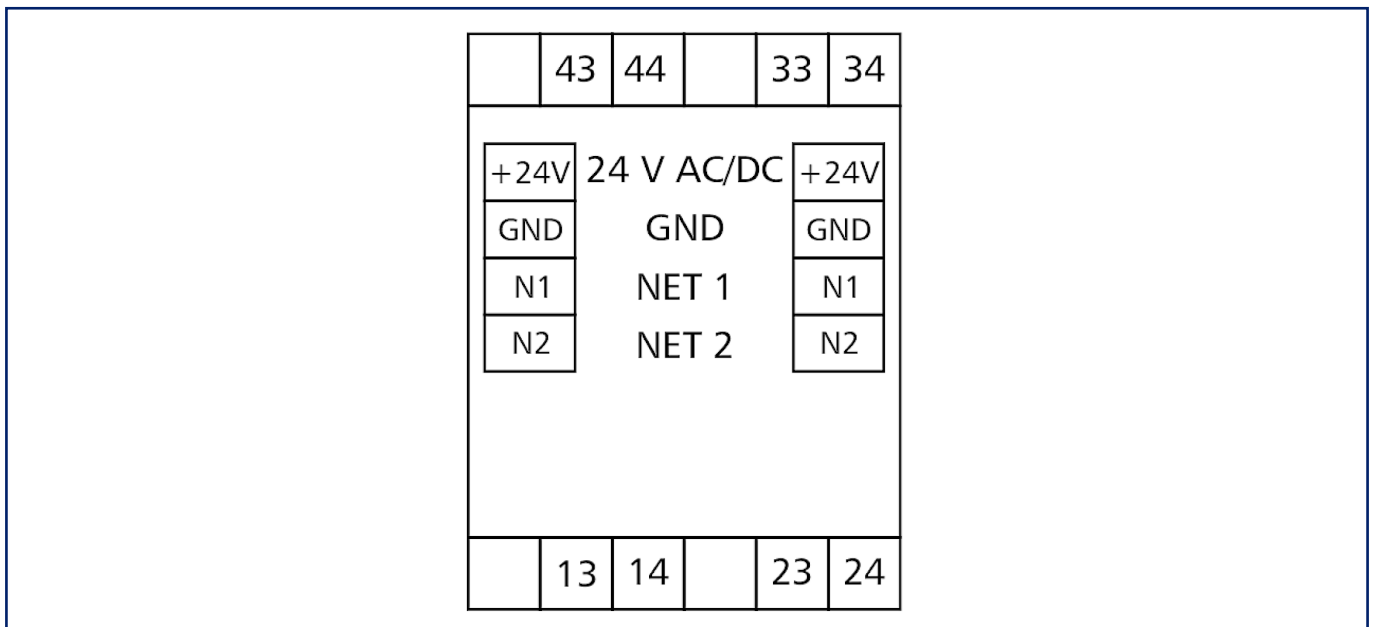 43 44 33 34
+24V 24 V AC/DC +24V
GND GND GND
N1 NET 1 N1
N2 NET 2 N2
13 14 23 24